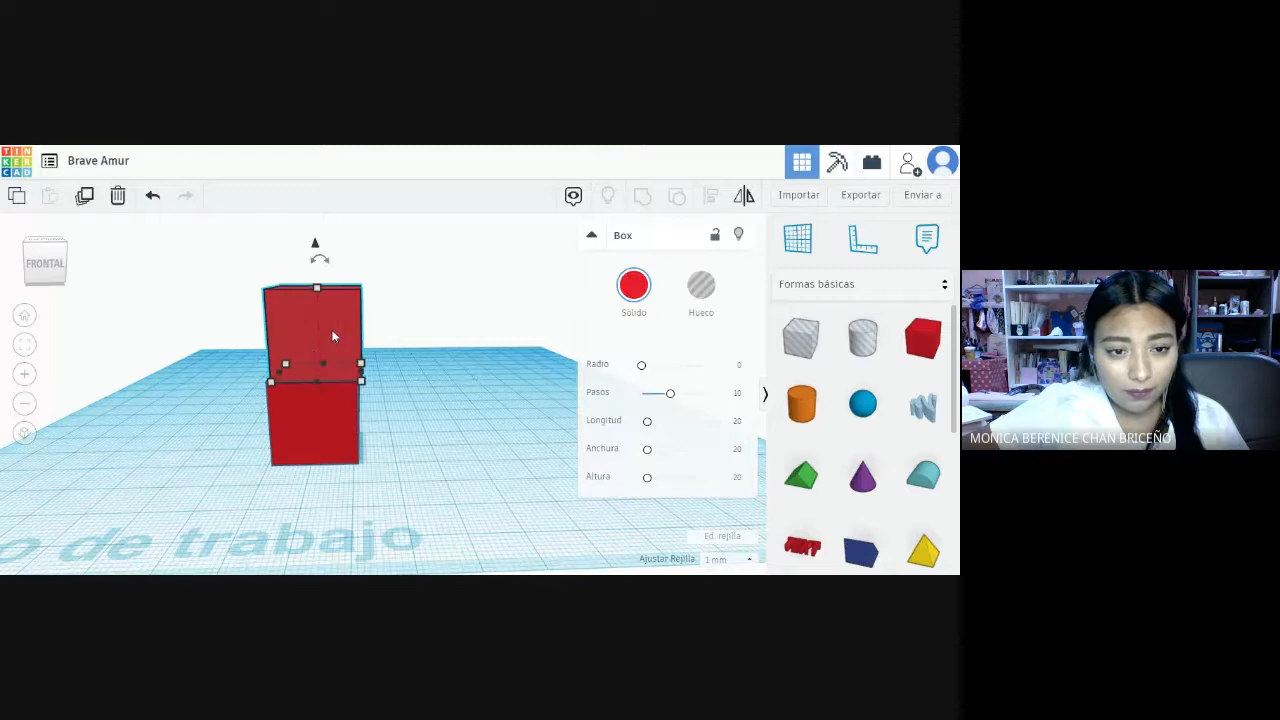 TIN
KER
CAD
Brave Amur
Importar
Exportar
Enviar a
FRONTAL
Box
Sólido
Hueco
Radio 0
Pasos 10
Longitud 20
Anchura 20
Altura 20
Formas básicas
o de trabajo
Ed. rejilla
Ajustar Rejilla 1 mm
MONICA BERENICE CHAN BRICEÑO